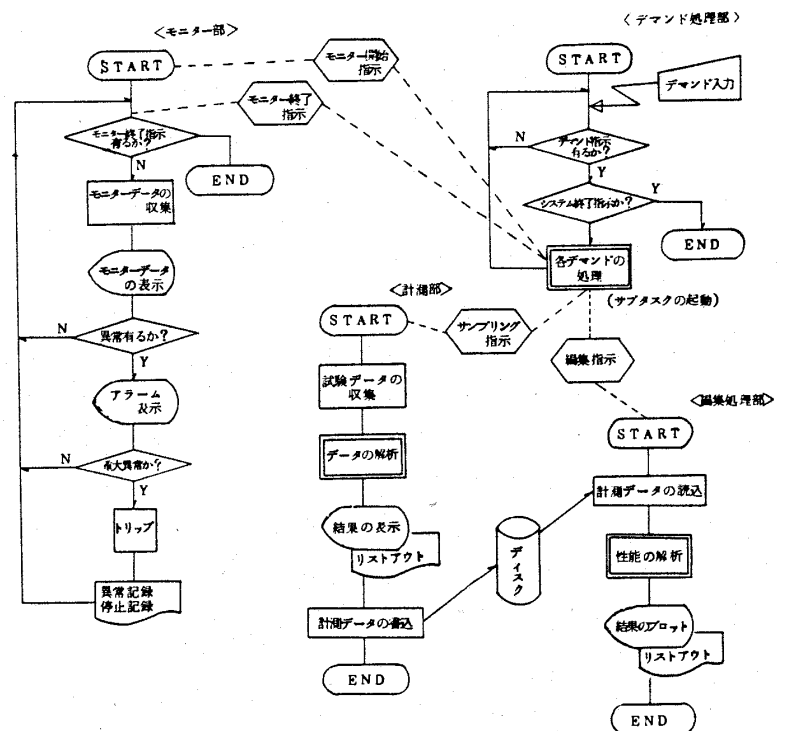 <モニター部>
START
モニター開始
指示
モニター終了
指示
モニター終了指示
有るか?
N
END
モニターデータの
収集
モニターデータ
の表示
異常有るか?
N
Y
アラーム
表示
重大異常か?
N
Y
トリップ
異常記録
停止記録
<デマンド処理部>
START
デマンド入力
デマンド指示
有るか?
N
Y
システム終了指示か?
Y
END
各デマンドの
処理
(サブタスクの起動)
<計測部>
START
サンプリング
指示
試験データの
収集
データの解析
結果の表示
リストアウト
計測データの書込
END
ディスク
編集指示
<編集処理部>
START
計測データの読込
性能の解析
結果のプロット
リストアウト
END